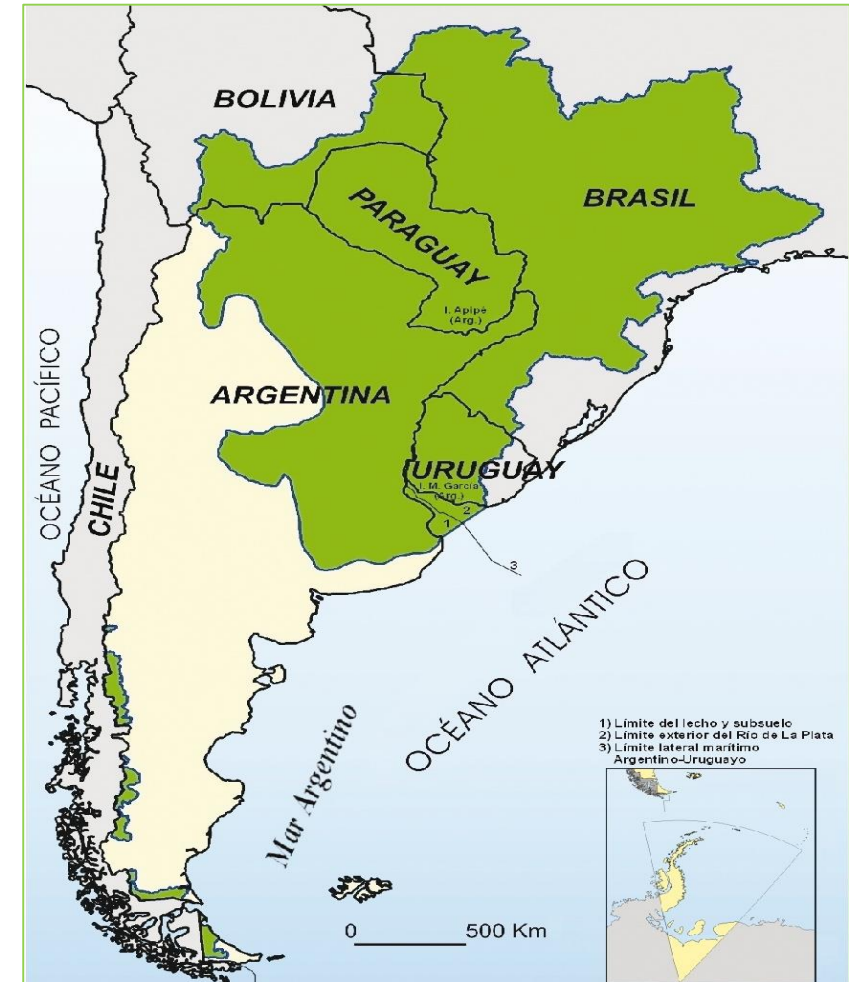 BOLIVIA
BRASIL
PARAGUAY
I. Apipé
(Arg.)
OCÉANO PACÍFICO
ARGENTINA
CHILE
URUGUAY
I. M. García
(Arg.)
2
1
3
OCÉANO ATLÁNTICO
Mar Argentino
1) Límite del lecho y subsuelo
2) Límite exterior del Río de La Plata
3) Límite lateral marítimo
Argentino-Uruguayo
0 500 Km